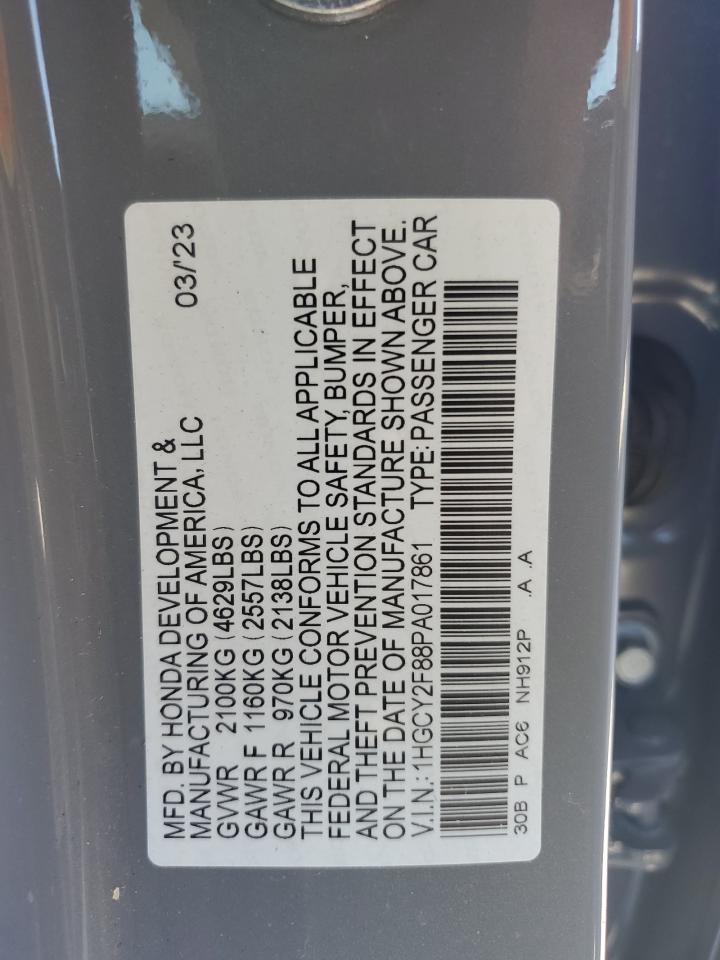 MFD. BY HONDA DEVELOPMENT &
MANUFACTURING OF AMERICA, LLC 03/'23
GVWR 2100KG (4629LBS)
GAWR F 1160KG (2557LBS)
GAWR R 970KG (2138LBS)
THIS VEHICLE CONFORMS TO ALL APPLICABLE
FEDERAL MOTOR VEHICLE SAFETY, BUMPER,
AND THEFT PREVENTION STANDARDS IN EFFECT
ON THE DATE OF MANUFACTURE SHOWN ABOVE.
V.I.N.: 1HGCY2F88PA017861 TYPE: PASSENGER CAR
30B P AC6 NH912P .A .A